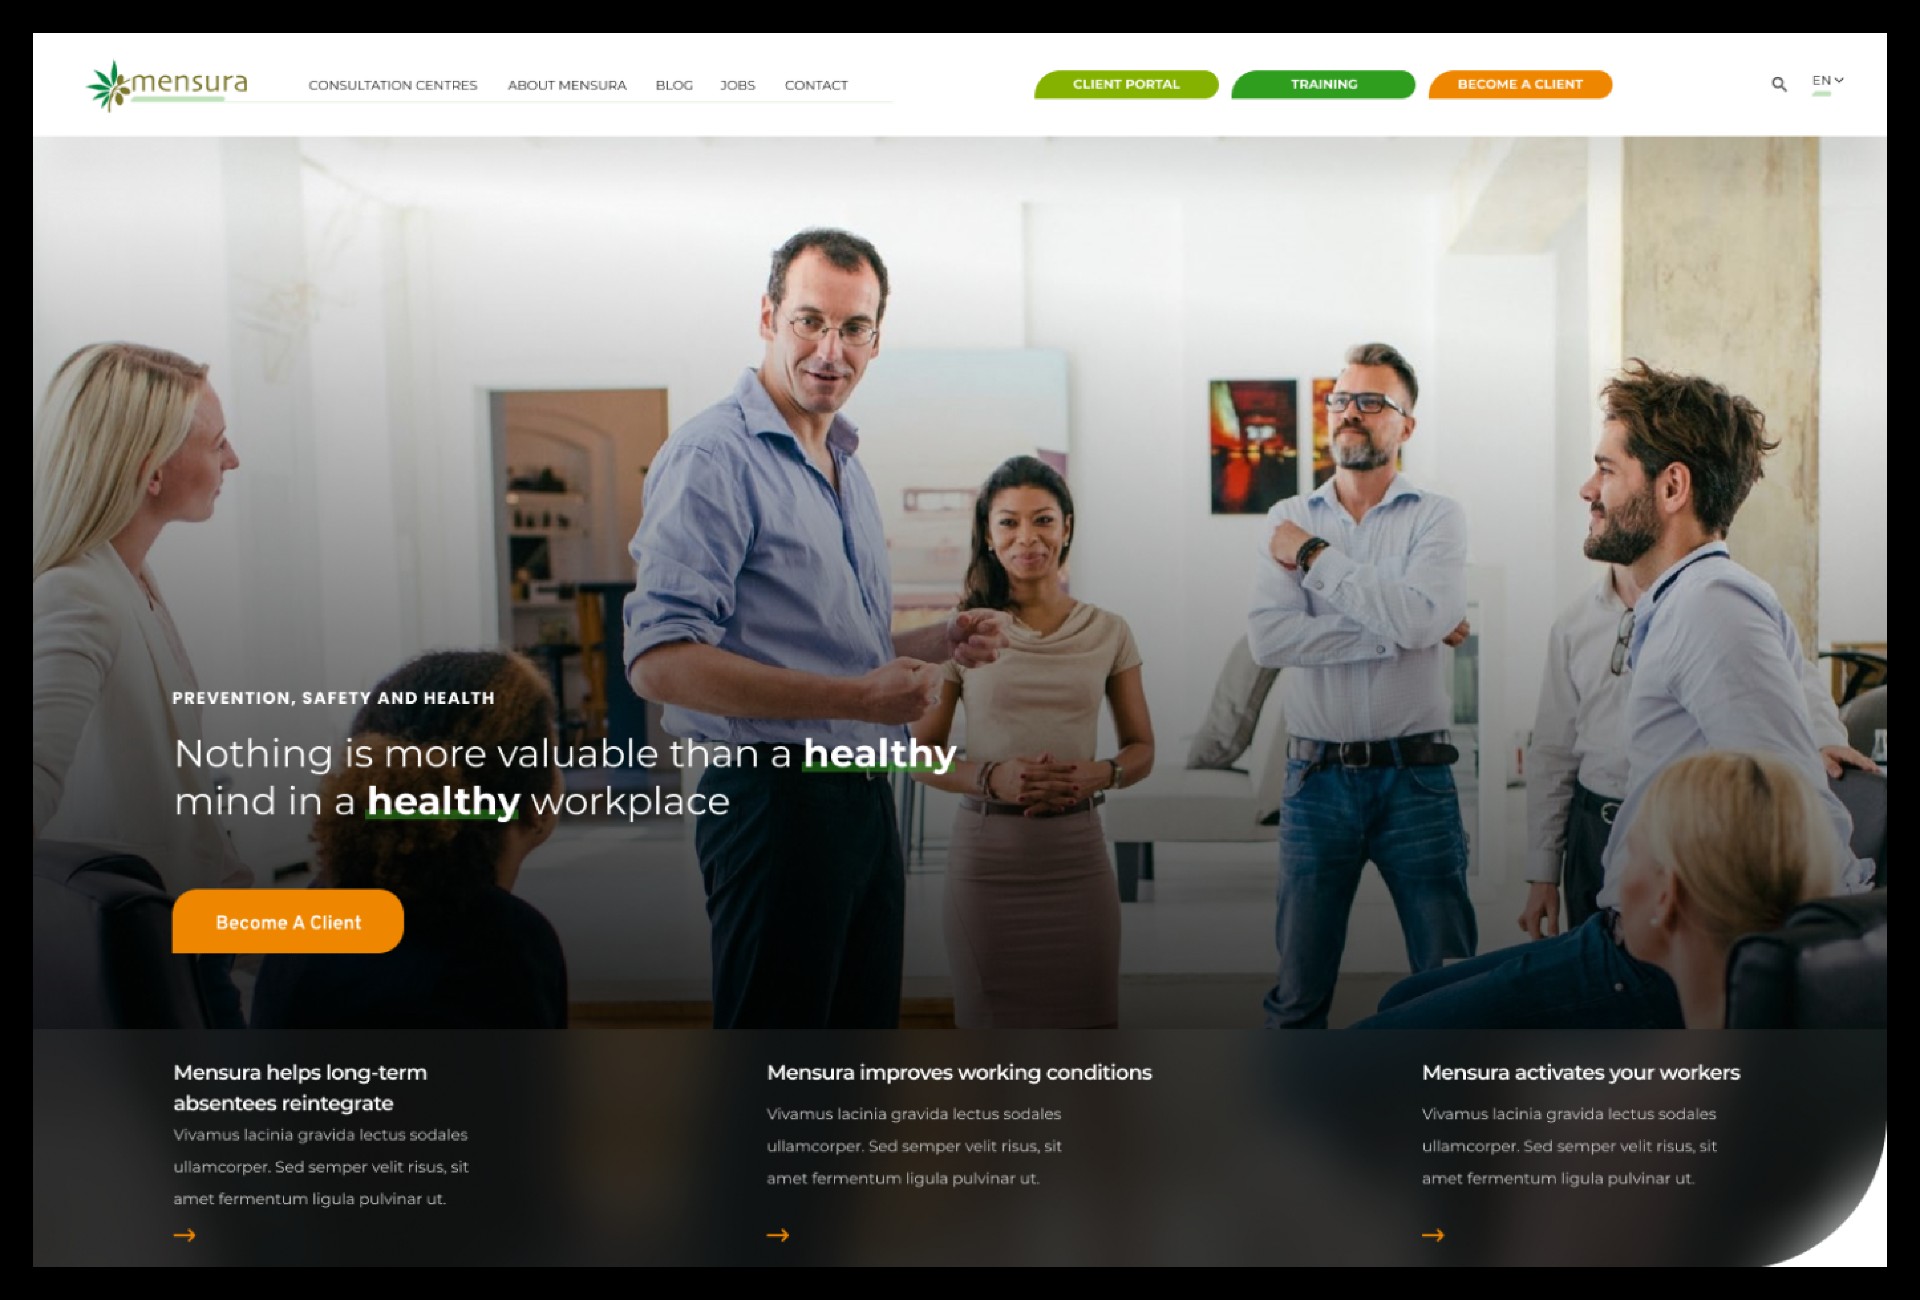 mensura
CONSULTATION CENTRES
ABOUT MENSURA
BLOG
JOBS
CONTACT
CLIENT PORTAL
TRAINING
BECOME A CLIENT
EN
PREVENTION, SAFETY AND HEALTH
Nothing is more valuable than a healthy
mind in a healthy workplace
Become A Client
Mensura helps long-term
absentees reintegrate
Vivamus lacinia gravida lectus sodales
ullamcorper. Sed semper velit risus, sit
amet fermentum ligula pulvinar ut.
Mensura improves working conditions
Vivamus lacinia gravida lectus sodales
ullamcorper. Sed semper velit risus, sit
amet fermentum ligula pulvinar ut.
Mensura activates your workers
Vivamus lacinia gravida lectus sodales
ullamcorper. Sed semper velit risus, sit
amet fermentum ligula pulvinar ut.